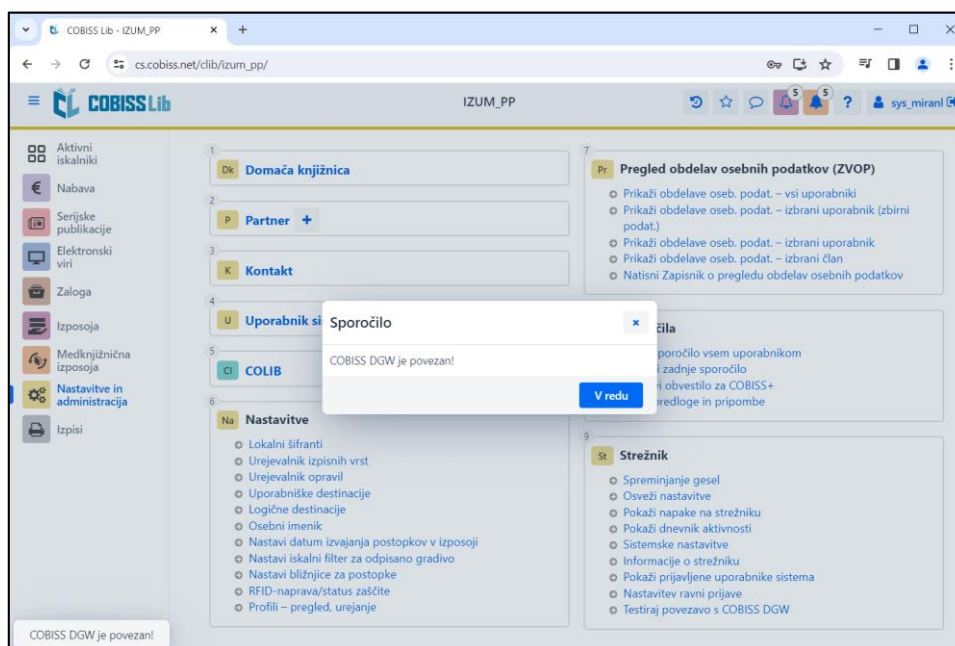 COBISS Lib - IZUM_PP
cs.cobiss.net/clib/izum_pp/
COBISS Lib
IZUM_PP
5
5
?
sys_miranl
Aktivni
iskalniki
Nabava
Serijske
publikacije
Elektronski
viri
Zaloga
Izposoja
Medknjižnična
izposoja
Nastavitve in
administracija
Izpisi
1
Dk Domača knjižnica
2
P Partner +
3
K Kontakt
4
U Uporabnik si
5
Cl COLIB
6
Na Nastavitve
Lokalni šifranti
Urejevalnik izpisnih vrst
Urejevalnik opravil
Uporabniške destinacije
Logične destinacije
Osebni imenik
Nastavi datum izvajanja postopkov v izposoji
Nastavi iskalni filter za odpisano gradivo
Nastavi bližnjice za postopke
RFID-naprava/status zaščite
Profili – pregled, urejanje
7
Pr Pregled obdelav osebnih podatkov (ZVOP)
Prikaži obdelave oseb. podat. – vsi uporabniki
Prikaži obdelave oseb. podat. – izbrani uporabnik (zbirni
podat.)
Prikaži obdelave oseb. podat. – izbrani uporabnik
Prikaži obdelave oseb. podat. – izbrani član
Natisni Zapisnik o pregledu obdelav osebnih podatkov
čila
poročilo vsem uporabnikom
i zadnje sporočilo
vi obvestilo za COBISS+
redloge in pripombe
9
St Strežnik
Spreminjanje gesel
Osveži nastavitve
Pokaži napake na strežniku
Pokaži dnevnik aktivnosti
Sistemske nastavitve
Informacije o strežniku
Pokaži prijavljene uporabnike sistema
Nastavitev ravni prijave
Testiraj povezavo s COBISS DGW
Sporočilo
COBISS DGW je povezan!
V redu
COBISS DGW je povezan!